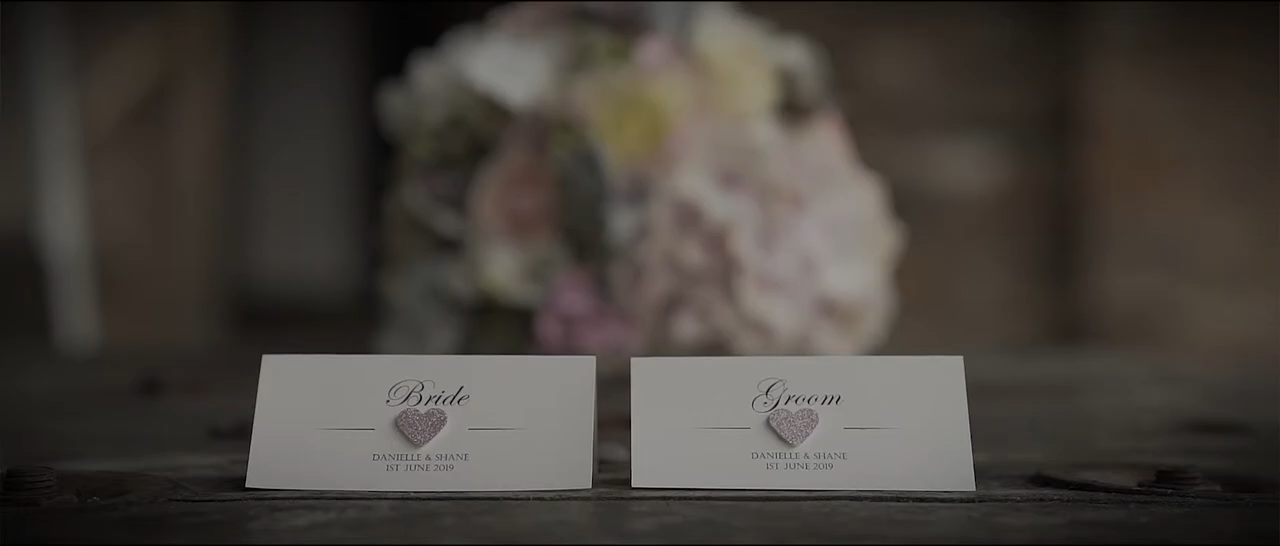 Bride
DANIELLE & SHANE
1ST JUNE 2019
Groom
DANIELLE & SHANE
1ST JUNE 2019